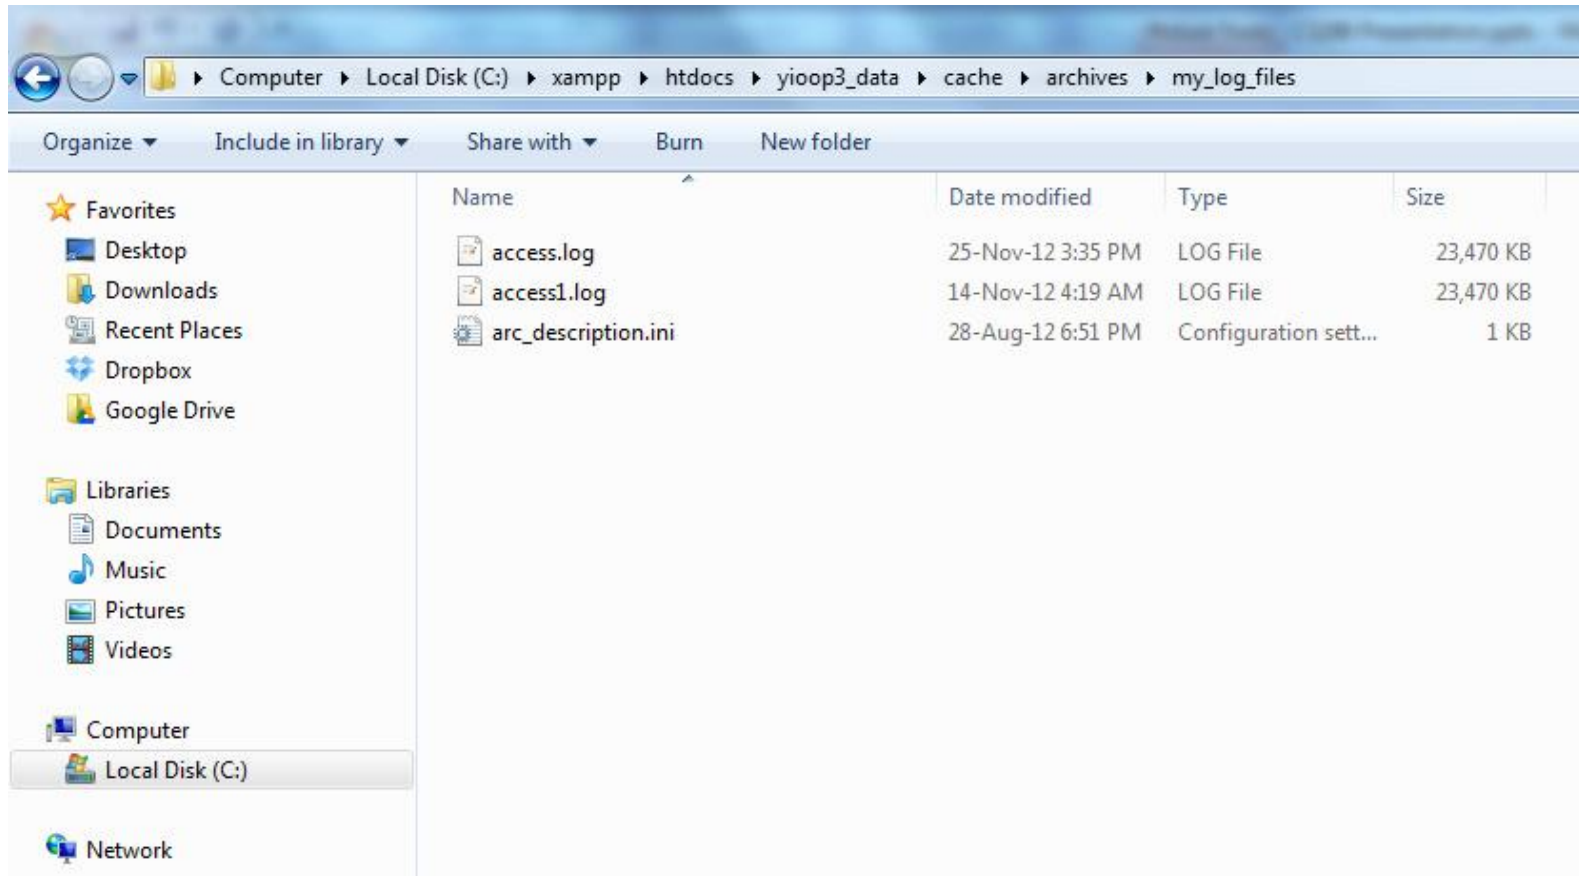 Computer Local Disk (C:) xampp htdocs yioop3_data cache archives my_log_files
Organize Include in library Share with Burn New folder
Favorites
Desktop
Downloads
Recent Places
Dropbox
Google Drive
Libraries
Documents
Music
Pictures
Videos
Computer
Local Disk (C:)
Network
Name Date modified Type Size
access.log 25-Nov-12 3:35 PM LOG File 23,470 KB
access1.log 14-Nov-12 4:19 AM LOG File 23,470 KB
arc_description.ini 28-Aug-12 6:51 PM Configuration sett... 1 KB